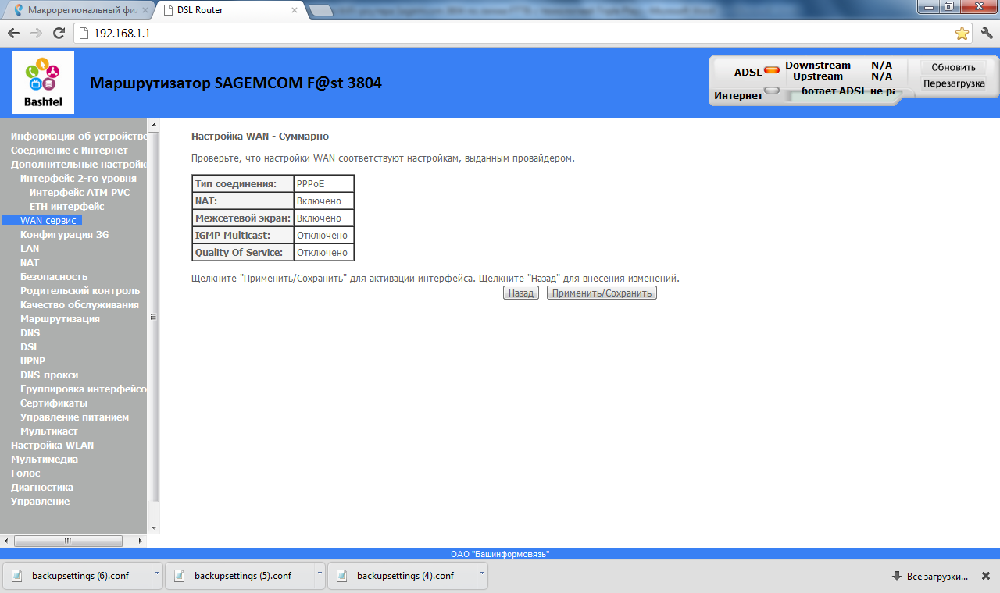 Макрорегиональный фил
DSL Router
192.168.1.1
Bashtel
Маршрутизатор SAGEMCOM F@st 3804
ADSL
Downstream N/A
Upstream N/A
Интернет
ботает ADSL не ра
Обновить
Перезагрузка
Информация об устройстве
Соединение с Интернет
Дополнительные настройк
Интерфейс 2-го уровня
Интерфейс ATM PVC
ETH интерфейс
WAN сервис
Конфигурация 3G
LAN
NAT
Безопасность
Родительский контроль
Качество обслуживания
Маршрутизация
DNS
DSL
UPNP
DNS-прокси
Группировка интерфейсо
Сертификаты
Управление питанием
Мультикаст
Настройка WLAN
Мультимедиа
Голос
Диагностика
Управление
Настройка WAN - Суммарно
Проверьте, что настройки WAN соответствуют настройкам, выданным провайдером.
Тип соединения: PPPoE
NAT: Включено
Межсетевой экран: Включено
IGMP Multicast: Отключено
Quality Of Service: Отключено
Щелкните "Применить/Сохранить" для активации интерфейса. Щелкните "Назад" для внесения изменений.
Назад Применить/Сохранить
ОАО "Башинформсвязь"
backupsettings (6).conf
backupsettings (5).conf
backupsettings (4).conf
Все загрузки...